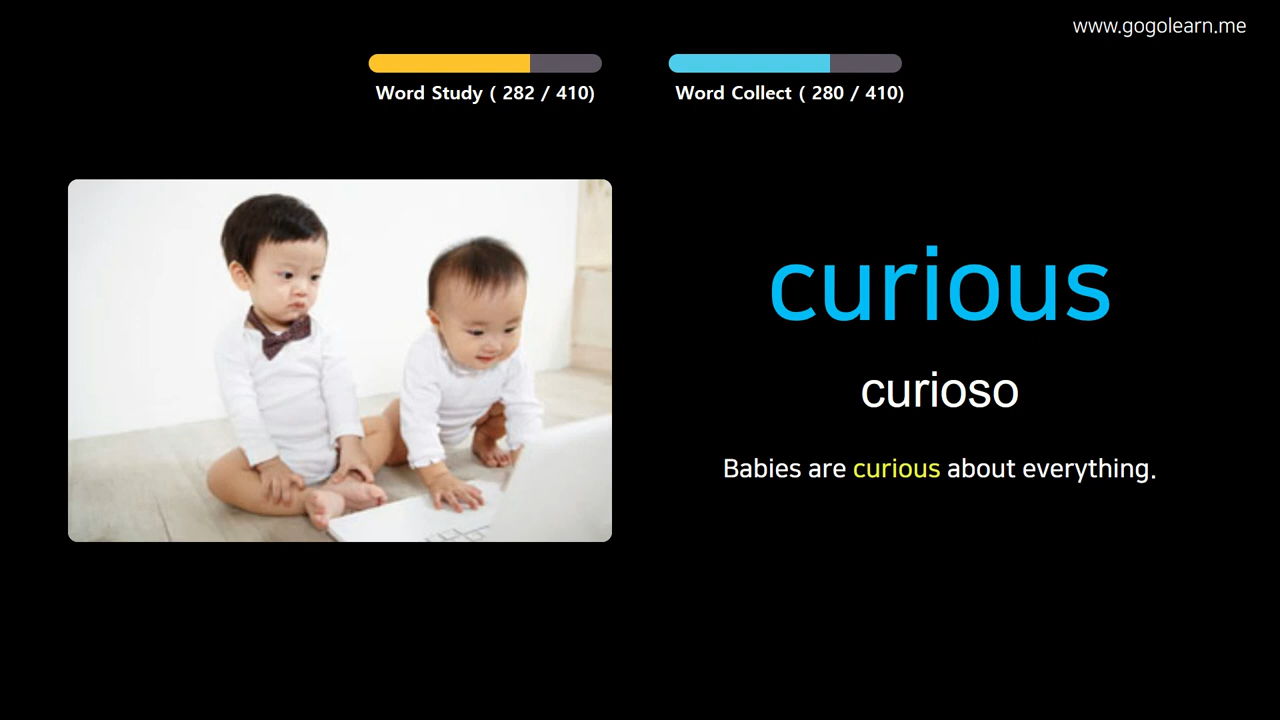 www.gogolearn.me
Word Study ( 282 / 410)
Word Collect ( 280 / 410)
curious
curioso
Babies are curious about everything.